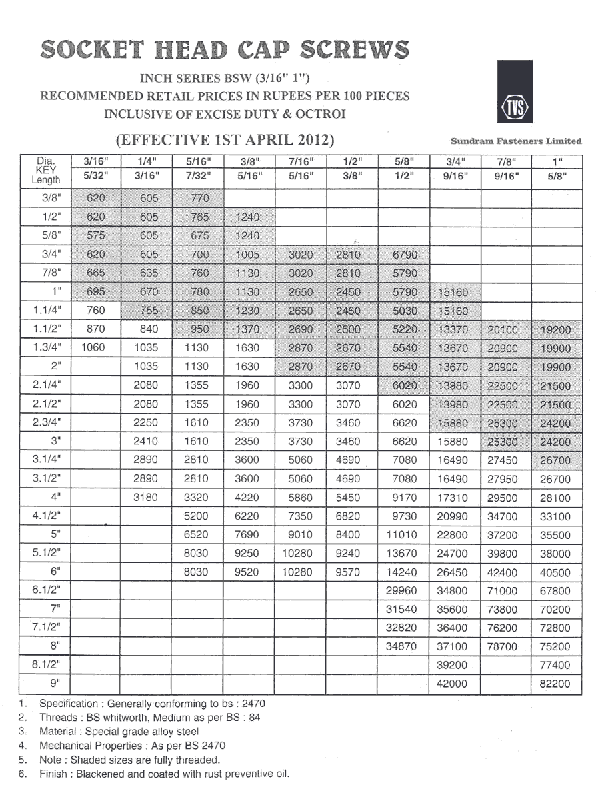 SOCKET HEAD CAP SCREWS
INCH SERIES BSW (3/16" 1")
RECOMMENDED RETAIL PRICES IN RUPEES PER 100 PIECES
INCLUSIVE OF EXCISE DUTY & OCTROI
(EFFECTIVE 1ST APRIL 2012)
TVS
Sundram Fasteners Limited
Dia. 3/16" 1/4" 5/16" 3/8" 7/16" 1/2" 5/8" 3/4" 7/8" 1"
KEY 5/32" 3/16" 7/32" 5/16" 5/16" 3/8" 1/2" 9/16" 9/16" 5/8"
Length
3/8" 620 605 770
1/2" 620 605 765 1240
5/8" 575 605 675 1240
3/4" 620 605 700 1005 3020 2810 6790
7/8" 665 635 760 1130 3020 2810 5790
1" 695 670 780 1130 2650 2450 5790 15160
1.1/4" 760 755 850 1230 2650 2450 5030 15160
1.1/2" 870 840 950 1370 2690 2500 5220 13370 20100 19200
1.3/4" 1060 1035 1130 1630 2870 2670 5540 13670 20900 19900
2" 1035 1130 1630 2870 2670 5540 13670 20900 19900
2.1/4" 2080 1355 1960 3300 3070 6020 13980 22500 21500
2.1/2" 2080 1355 1960 3300 3070 6020 13980 22500 21500
2.3/4" 2250 1610 2350 3730 3460 6620 15880 25300 24200
3" 2410 1610 2350 3730 3460 6620 15880 25300 24200
3.1/4" 2890 2810 3600 5060 4690 7080 16490 27450 26700
3.1/2" 2890 2810 3600 5060 4690 7080 16490 27950 26700
4" 3180 3320 4220 5860 5450 9170 17310 29500 28100
4.1/2" 5200 6220 7350 6820 9730 20990 34700 33100
5" 6520 7690 9010 8400 11010 22800 37200 35500
5.1/2" 8030 9250 10280 9240 13670 24700 39800 38000
6" 8030 9520 10280 9570 14240 26450 42400 40500
6.1/2" 29960 34800 71000 67800
7" 31540 35600 73800 70200
7.1/2" 32820 36400 76200 72800
8" 34670 37100 78700 75200
8.1/2" 39200 77400
9" 42000 82200
1. Specification : Generally conforming to bs : 2470
2. Threads : BS whitworth, Medium as per BS : 84
3. Material : Special grade alloy steel
4. Mechanical Properties : As per BS 2470
5. Note : Shaded sizes are fully threaded.
6. Finish : Blackened and coated with rust preventive oil.